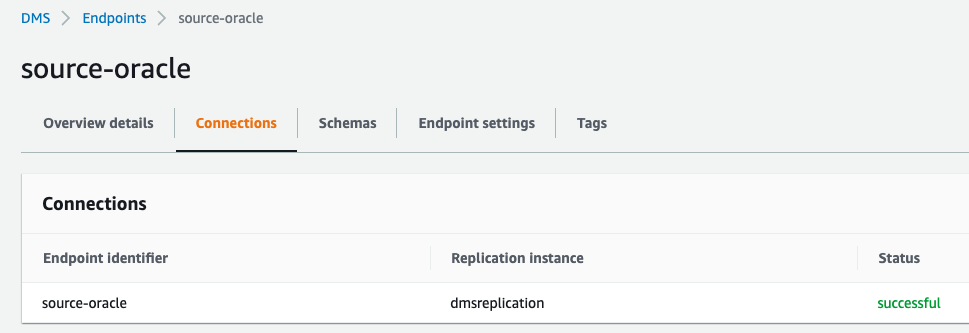 DMS > Endpoints > source-oracle
source-oracle
Overview details Connections Schemas Endpoint settings Tags
Connections
Endpoint identifier Replication instance Status
source-oracle dmsreplication successful